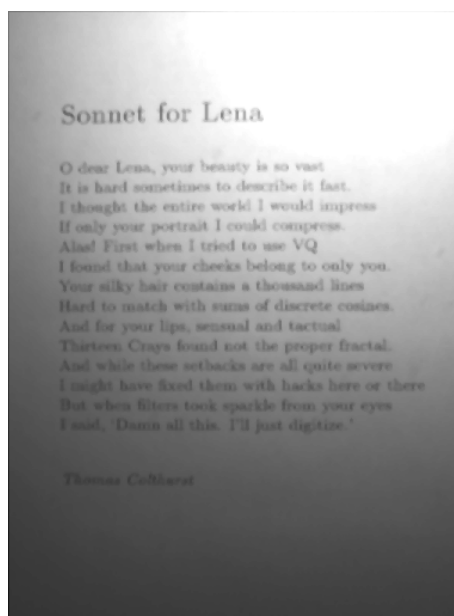 Sonnet for Lena
O dear Lena, your beauty is so vast
It is hard sometimes to describe it fast.
I thought the entire world I would impress
If only your portrait I could compress.
Alas! First when I tried to use VQ
I found that your cheeks belong to only you.
Your silky hair contains a thousand lines
Hard to match with sums of discrete cosines.
And for your lips, sensual and tactual
Thirteen Crays found not the proper fractal.
And while these setbacks are all quite severe
I might have fixed them with hacks here or there
But when filters took sparkle from your eyes
I said, 'Damn all this. I'll just digitize.'
Thomas Colthurst